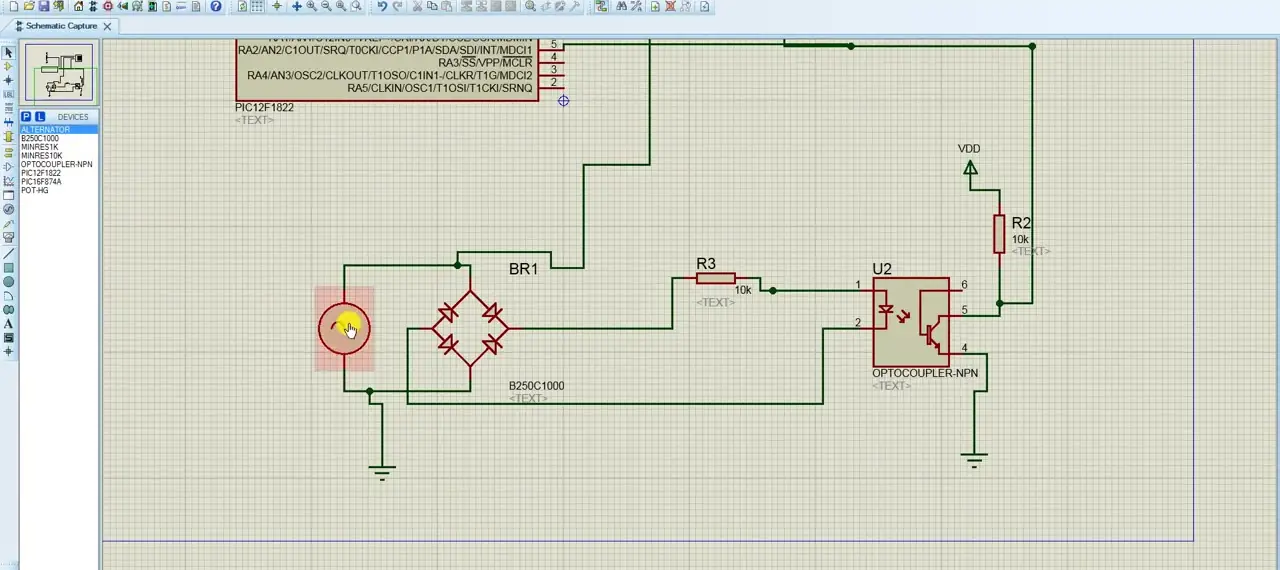 Schematic Capture
P L DEVICES
ALTERNATOR
B250C1000
MINRES1K
MINRES10K
OPTOCOUPLER-NPN
PIC12F1822
PIC16F874A
POT-HG
RA2/AN2/C1OUT/SRQ/T0CKI/CCP1/P1A/SDA/SDI/INT/MDCI1
5
RA3/SS/VPP/MCLR
4
RA4/AN3/OSC2/CLKOUT/T1OSO/C1IN1-/CLKR/T1G/MDCI2
3
RA5/CLKIN/OSC1/T1OSI/T1CKI/SRNQ
2
PIC12F1822
<TEXT>
VDD
R2
10k
<TEXT>
BR1
B250C1000
<TEXT>
R3
10k
<TEXT>
U2
1
2
6
5
4
OPTOCOUPLER-NPN
<TEXT>
A